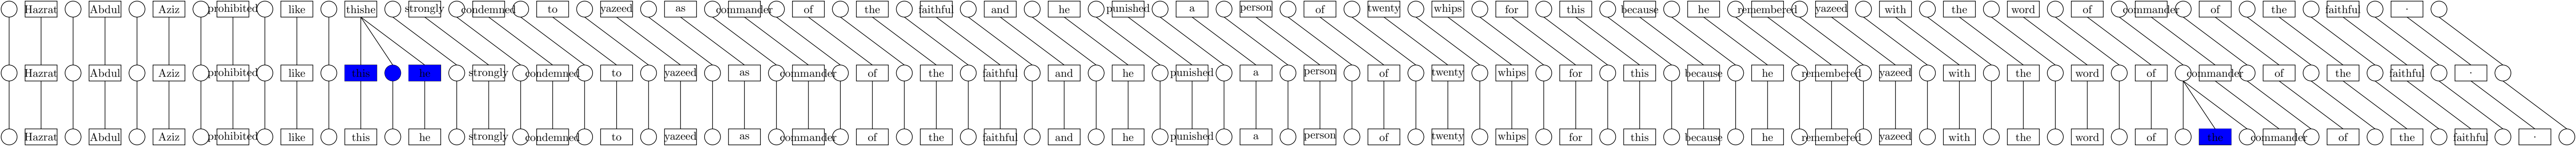 Hazrat Abdul Aziz prohibited like thishe strongly condemned to yazeed as commander of the faithful and he punished a person of twenty whips for this because he remembered yazeed with the word of commander of the faithful .
Hazrat Abdul Aziz prohibited like this he strongly condemned to yazeed as commander of the faithful and he punished a person of twenty whips for this because he remembered yazeed with the word of commander of the faithful .
Hazrat Abdul Aziz prohibited like this he strongly condemned to yazeed as commander of the faithful and he punished a person of twenty whips for this because he remembered yazeed with the word of the commander of the faithful .